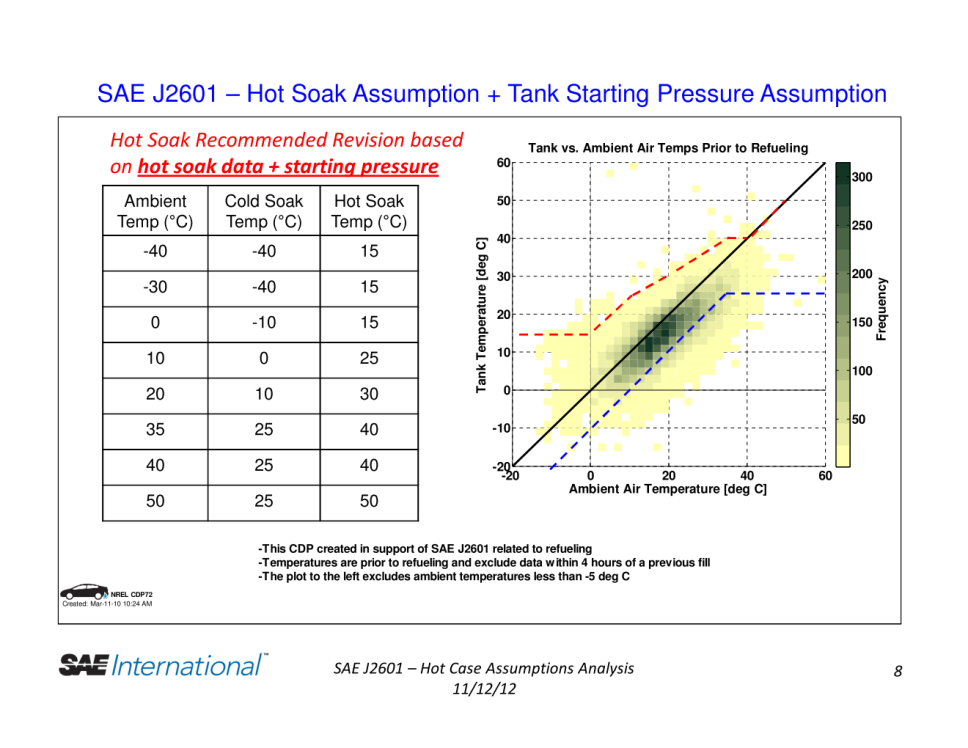 SAE J2601 – Hot Soak Assumption + Tank Starting Pressure Assumption
Hot Soak Recommended Revision based
on hot soak data + starting pressure
Ambient Temp (°C) Cold Soak Temp (°C) Hot Soak Temp (°C)
-40 -40 15
-30 -40 15
0 -10 15
10 0 25
20 10 30
35 25 40
40 25 40
50 25 50
Tank vs. Ambient Air Temps Prior to Refueling
Tank Temperature [deg C]
60
50
40
30
20
10
0
-10
-20
-20 0 20 40 60
Ambient Air Temperature [deg C]
300
250
200
150
100
50
Frequency
-This CDP created in support of SAE J2601 related to refueling
-Temperatures are prior to refueling and exclude data within 4 hours of a previous fill
-The plot to the left excludes ambient temperatures less than -5 deg C
NREL CDP72
Created: Mar-11-10 10:24 AM
SAE International™
SAE J2601 – Hot Case Assumptions Analysis
11/12/12
8